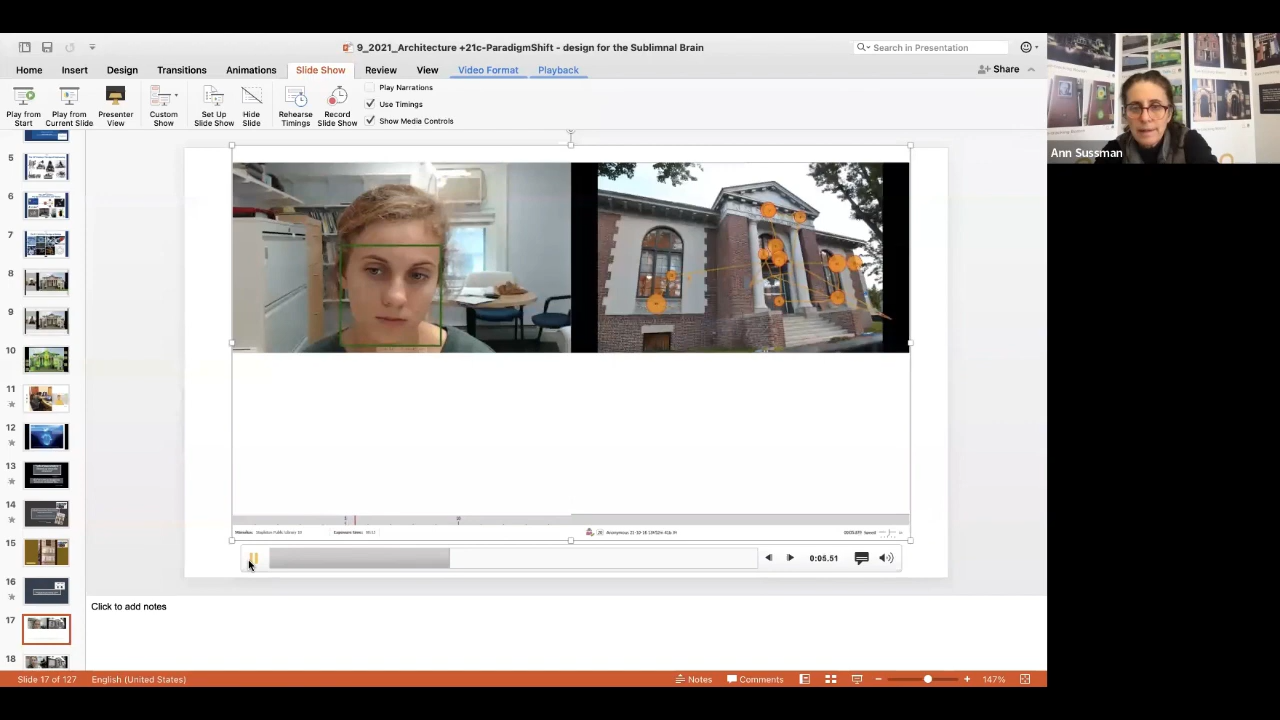 9_2021_Architecture +21c-ParadigmShift - design for the Sublimnal Brain
Search in Presentation
Home Insert Design Transitions Animations Slide Show Review View Video Format Playback
Share
Play from Start
Play from Current Slide
Presenter View
Custom Show
Set Up Slide Show
Hide Slide
Rehearse Timings
Record Slide Show
Play Narrations
Use Timings
Show Media Controls
Ann Sussman
5
6
7
8
9
10
11
12
13
14
15
16
17
18
0:05.51
Click to add notes
Slide 17 of 127 English (United States) Notes Comments 147%